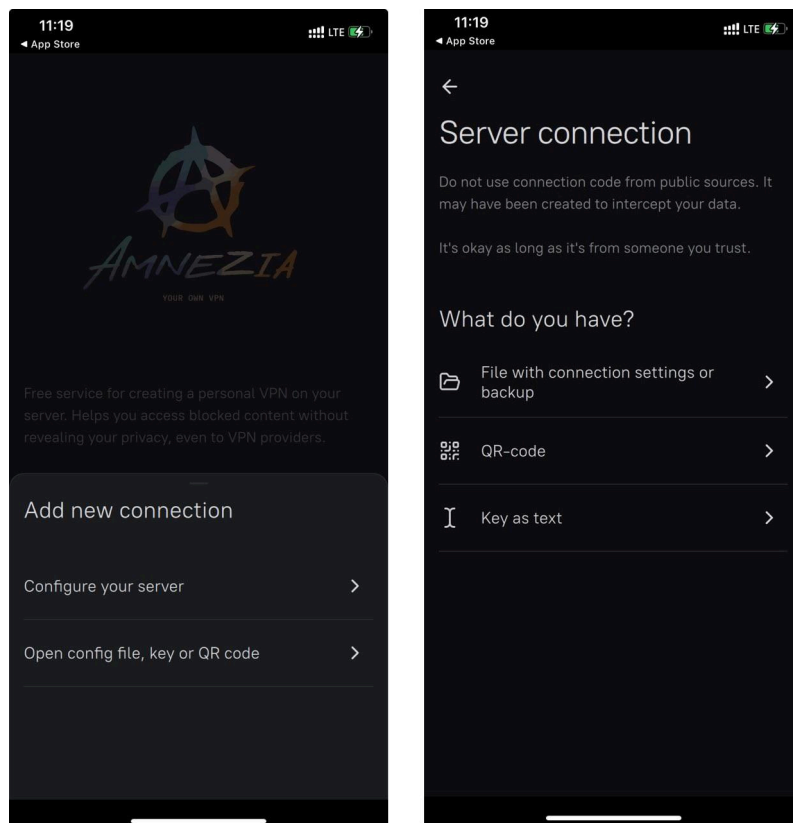 11:19
◀ App Store
LTE
AMNEZIA
YOUR OWN VPN
Free service for creating a personal VPN on your
server. Helps you access blocked content without
revealing your privacy, even to VPN providers.
Add new connection
Configure your server
Open config file, key or QR code
11:19
◀ App Store
LTE
Server connection
Do not use connection code from public sources. It
may have been created to intercept your data.
It's okay as long as it's from someone you trust.
What do you have?
File with connection settings or
backup
QR-code
Key as text